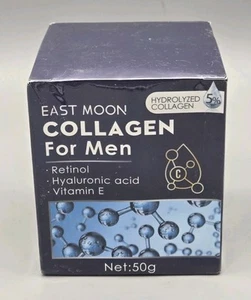 EAST MOON
COLLAGEN
For Men
HYDROLYZED
COLLAGEN
5%
· Retinol
· Hyaluronic acid
· Vitamin E
C
Net:50g